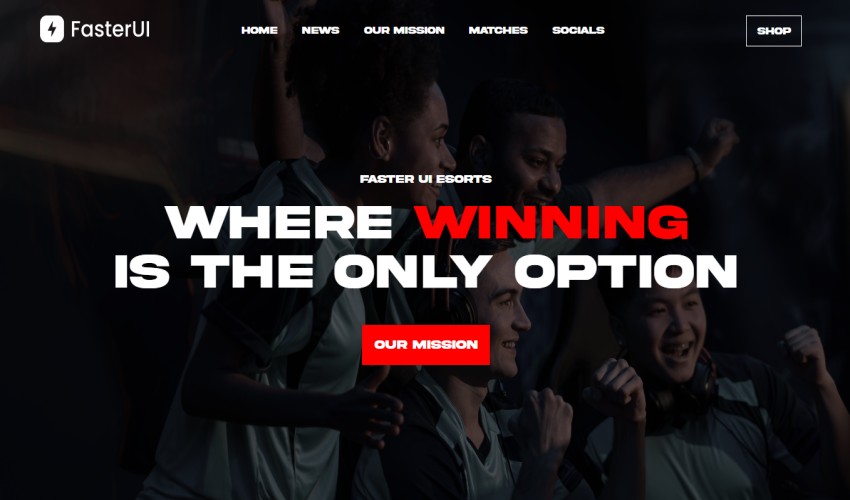 FasterUI
HOME NEWS OUR MISSION MATCHES SOCIALS
SHOP
FASTER UI ESORTS
WHERE WINNING
IS THE ONLY OPTION
OUR MISSION